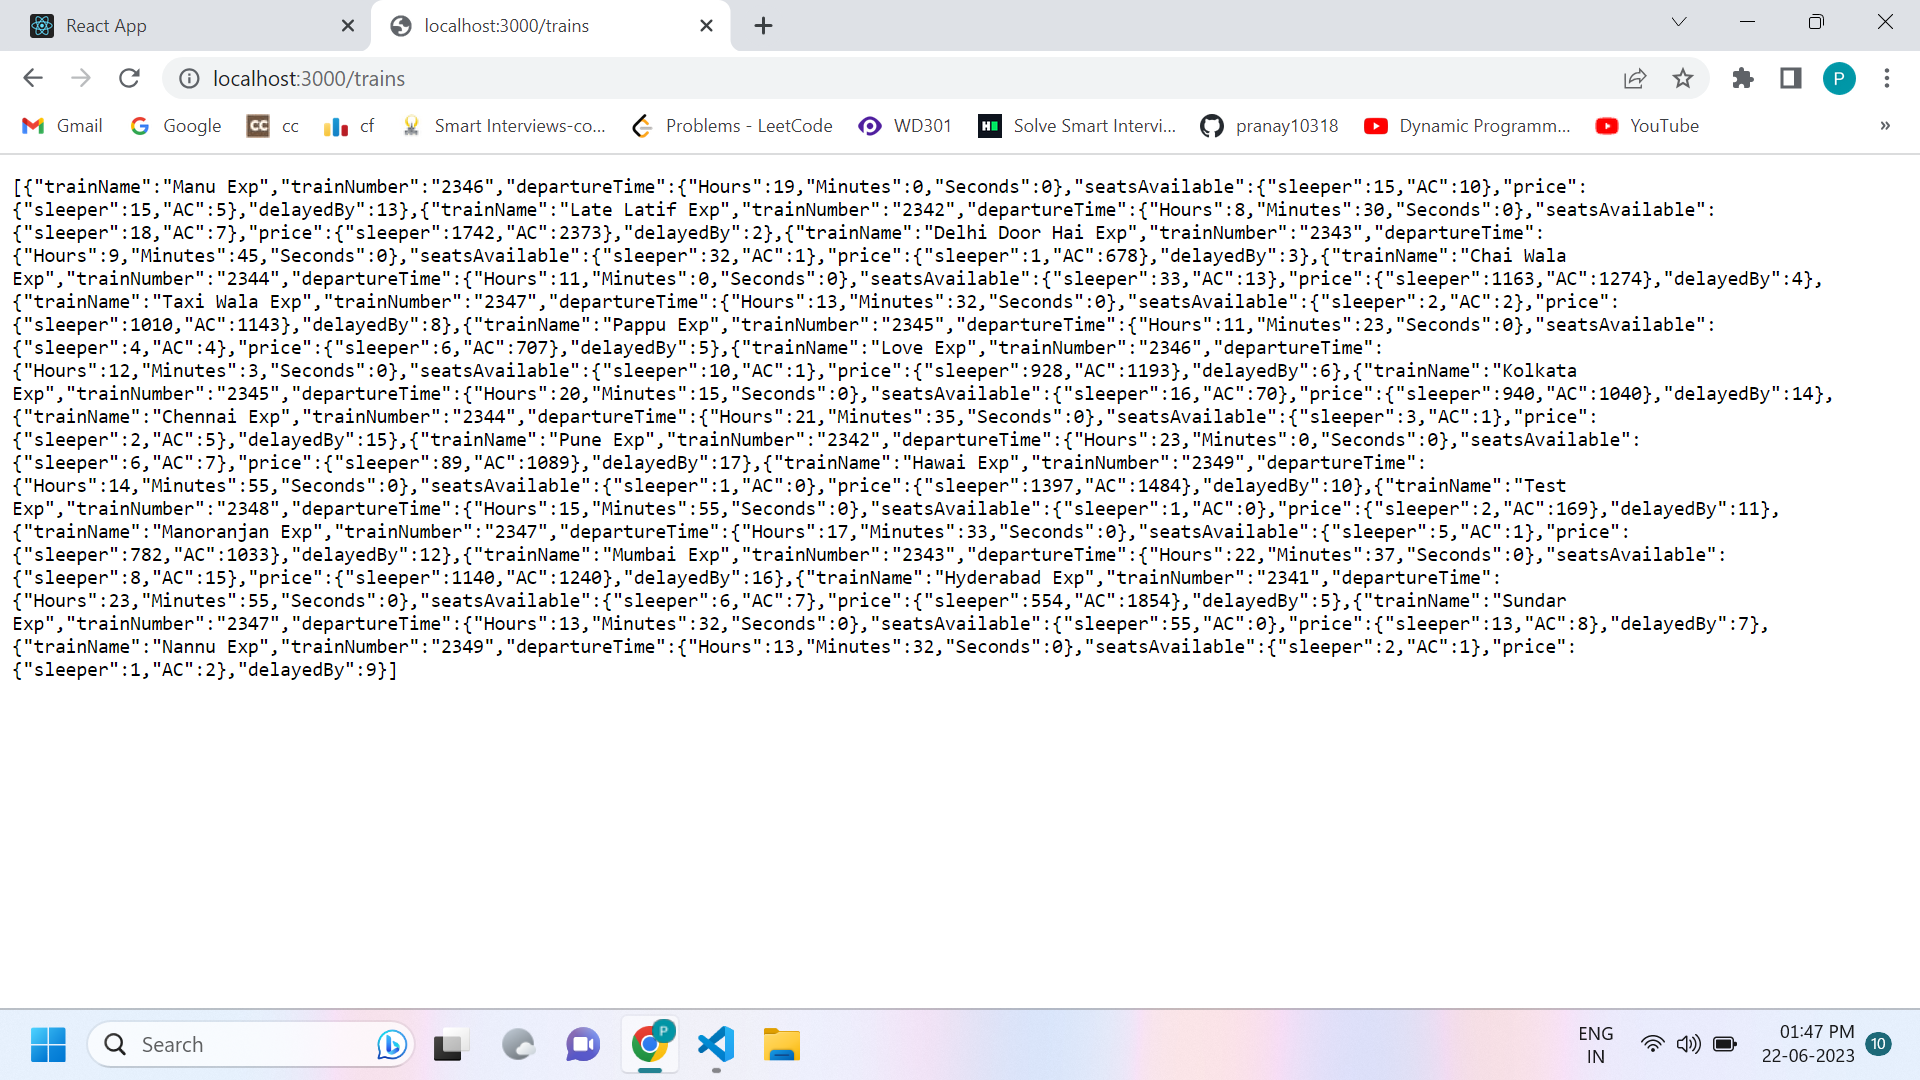 React App
localhost:3000/trains
localhost:3000/trains
P
Gmail
Google
CC cc
cf
Smart Interviews-co...
Problems - LeetCode
WD301
Solve Smart Intervi...
pranay10318
Dynamic Programm...
YouTube
»
[{"trainName":"Manu Exp","trainNumber":"2346","departureTime":{"Hours":19,"Minutes":0,"Seconds":0},"seatsAvailable":{"sleeper":15,"AC":10},"price":
{"sleeper":15,"AC":5},"delayedBy":13},{"trainName":"Late Latif Exp","trainNumber":"2342","departureTime":{"Hours":8,"Minutes":30,"Seconds":0},"seatsAvailable":
{"sleeper":18,"AC":7},"price":{"sleeper":1742,"AC":2373},"delayedBy":2},{"trainName":"Delhi Door Hai Exp","trainNumber":"2343","departureTime":
{"Hours":9,"Minutes":45,"Seconds":0},"seatsAvailable":{"sleeper":32,"AC":1},"price":{"sleeper":1,"AC":678},"delayedBy":3},{"trainName":"Chai Wala
Exp","trainNumber":"2344","departureTime":{"Hours":11,"Minutes":0,"Seconds":0},"seatsAvailable":{"sleeper":33,"AC":13},"price":{"sleeper":1163,"AC":1274},"delayedBy":4},
{"trainName":"Taxi Wala Exp","trainNumber":"2347","departureTime":{"Hours":13,"Minutes":32,"Seconds":0},"seatsAvailable":{"sleeper":2,"AC":2},"price":
{"sleeper":1010,"AC":1143},"delayedBy":8},{"trainName":"Pappu Exp","trainNumber":"2345","departureTime":{"Hours":11,"Minutes":23,"Seconds":0},"seatsAvailable":
{"sleeper":4,"AC":4},"price":{"sleeper":6,"AC":707},"delayedBy":5},{"trainName":"Love Exp","trainNumber":"2346","departureTime":
{"Hours":12,"Minutes":3,"Seconds":0},"seatsAvailable":{"sleeper":10,"AC":1},"price":{"sleeper":928,"AC":1193},"delayedBy":6},{"trainName":"Kolkata
Exp","trainNumber":"2345","departureTime":{"Hours":20,"Minutes":15,"Seconds":0},"seatsAvailable":{"sleeper":16,"AC":70},"price":{"sleeper":940,"AC":1040},"delayedBy":14},
{"trainName":"Chennai Exp","trainNumber":"2344","departureTime":{"Hours":21,"Minutes":35,"Seconds":0},"seatsAvailable":{"sleeper":3,"AC":1},"price":
{"sleeper":2,"AC":5},"delayedBy":15},{"trainName":"Pune Exp","trainNumber":"2342","departureTime":{"Hours":23,"Minutes":0,"Seconds":0},"seatsAvailable":
{"sleeper":6,"AC":7},"price":{"sleeper":89,"AC":1089},"delayedBy":17},{"trainName":"Hawai Exp","trainNumber":"2349","departureTime":
{"Hours":14,"Minutes":55,"Seconds":0},"seatsAvailable":{"sleeper":1,"AC":0},"price":{"sleeper":1397,"AC":1484},"delayedBy":10},{"trainName":"Test
Exp","trainNumber":"2348","departureTime":{"Hours":15,"Minutes":55,"Seconds":0},"seatsAvailable":{"sleeper":1,"AC":0},"price":{"sleeper":2,"AC":169},"delayedBy":11},
{"trainName":"Manoranjan Exp","trainNumber":"2347","departureTime":{"Hours":17,"Minutes":33,"Seconds":0},"seatsAvailable":{"sleeper":5,"AC":1},"price":
{"sleeper":782,"AC":1033},"delayedBy":12},{"trainName":"Mumbai Exp","trainNumber":"2343","departureTime":{"Hours":22,"Minutes":37,"Seconds":0},"seatsAvailable":
{"sleeper":8,"AC":15},"price":{"sleeper":1140,"AC":1240},"delayedBy":16},{"trainName":"Hyderabad Exp","trainNumber":"2341","departureTime":
{"Hours":23,"Minutes":55,"Seconds":0},"seatsAvailable":{"sleeper":6,"AC":7},"price":{"sleeper":554,"AC":1854},"delayedBy":5},{"trainName":"Sundar
Exp","trainNumber":"2347","departureTime":{"Hours":13,"Minutes":32,"Seconds":0},"seatsAvailable":{"sleeper":55,"AC":0},"price":{"sleeper":13,"AC":8},"delayedBy":7},
{"trainName":"Nannu Exp","trainNumber":"2349","departureTime":{"Hours":13,"Minutes":32,"Seconds":0},"seatsAvailable":{"sleeper":2,"AC":1},"price":
{"sleeper":1,"AC":2},"delayedBy":9}]
Search
P
ENG
IN
01:47 PM
22-06-2023
10